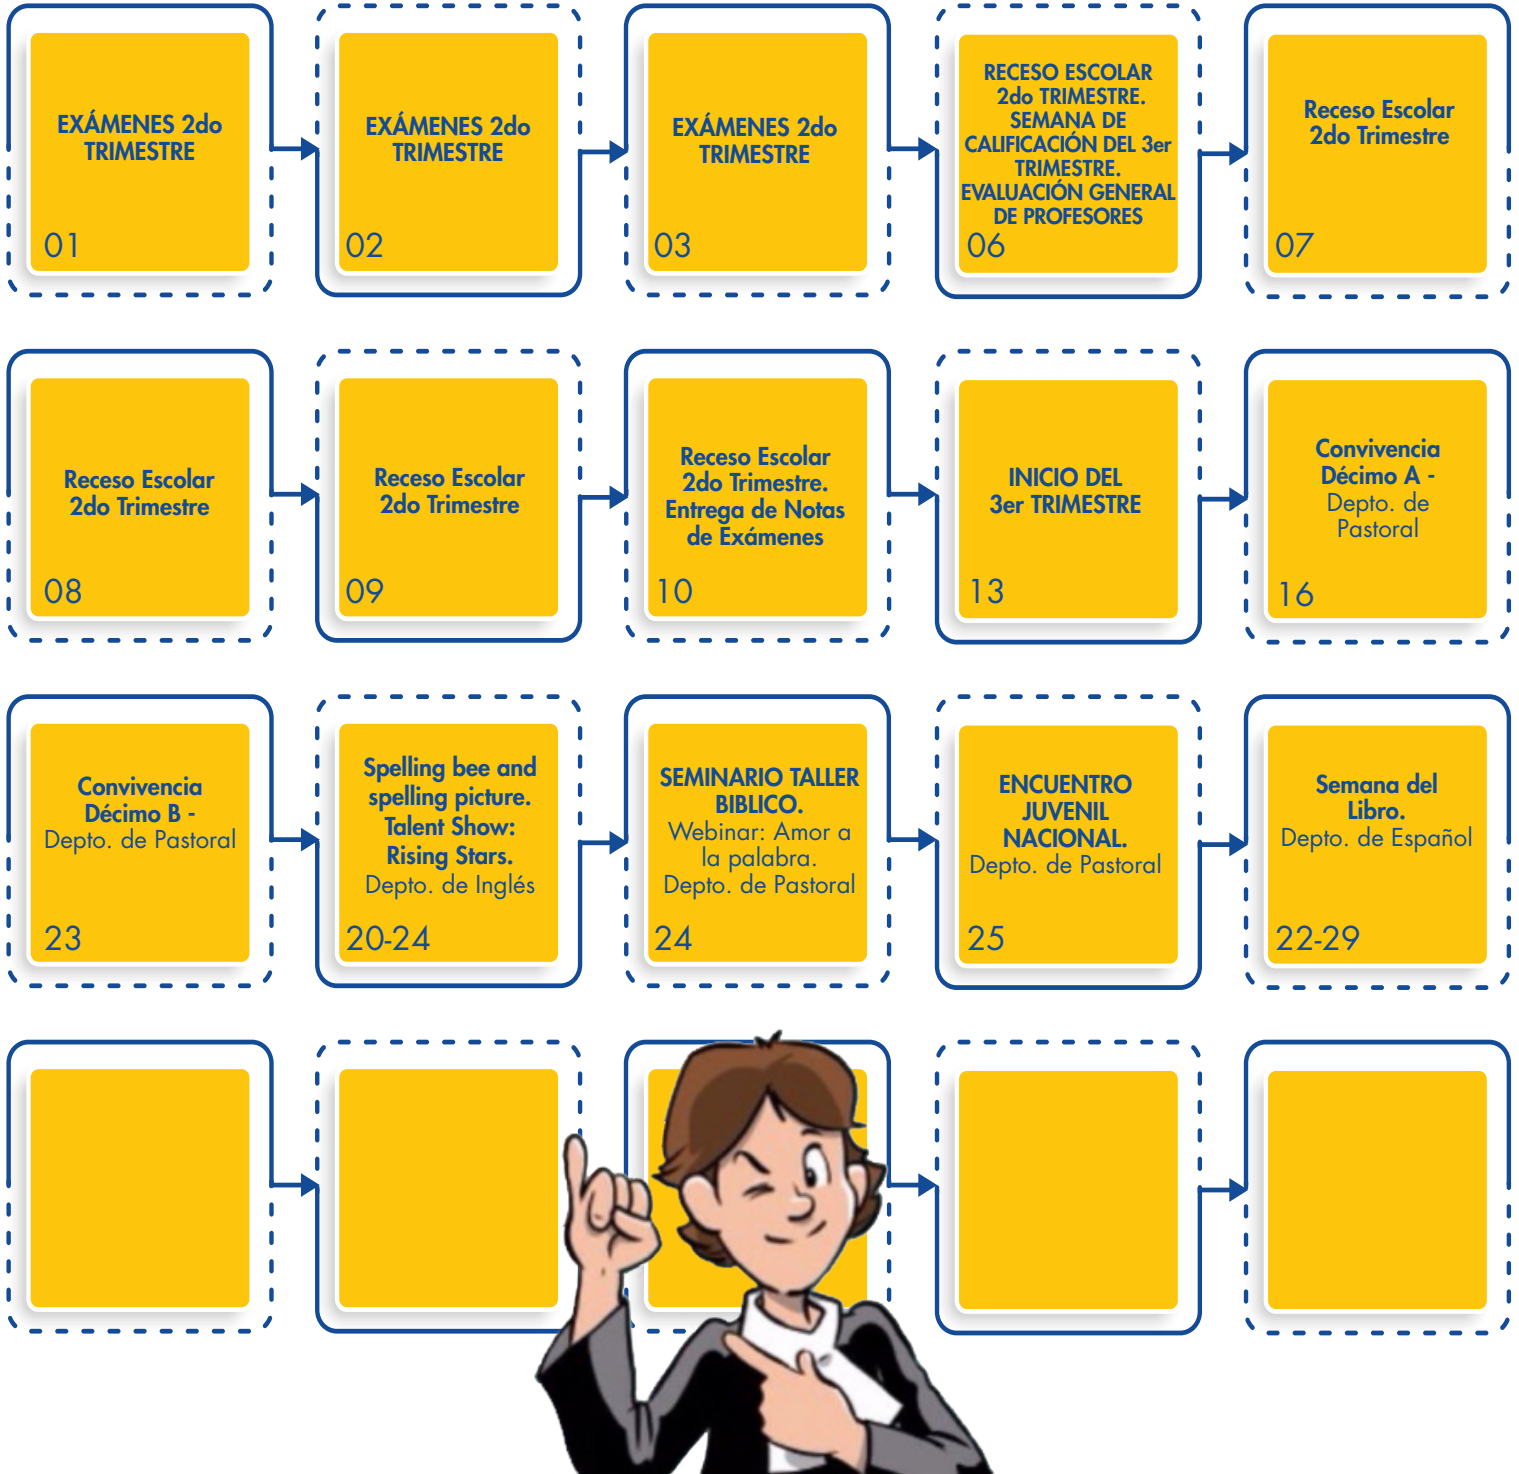 EXÁMENES 2do
TRIMESTRE
01
EXÁMENES 2do
TRIMESTRE
02
EXÁMENES 2do
TRIMESTRE
03
RECESO ESCOLAR
2do TRIMESTRE.
SEMANA DE
CALIFICACIÓN DEL 3er
TRIMESTRE.
EVALUACIÓN GENERAL
DE PROFESORES
06
Receso Escolar
2do Trimestre
07
Receso Escolar
2do Trimestre
08
Receso Escolar
2do Trimestre
09
Receso Escolar
2do Trimestre.
Entrega de Notas
de Exámenes
10
INICIO DEL
3er TRIMESTRE
13
Convivencia
Décimo A -
Depto. de
Pastoral
16
Convivencia
Décimo B -
Depto. de Pastoral
23
Spelling bee and
spelling picture.
Talent Show:
Rising Stars.
Depto. de Inglés
20-24
SEMINARIO TALLER
BIBLICO.
Webinar: Amor a
la palabra.
Depto. de Pastoral
24
ENCUENTRO
JUVENIL
NACIONAL.
Depto. de Pastoral
25
Semana del
Libro.
Depto. de Español
22-29